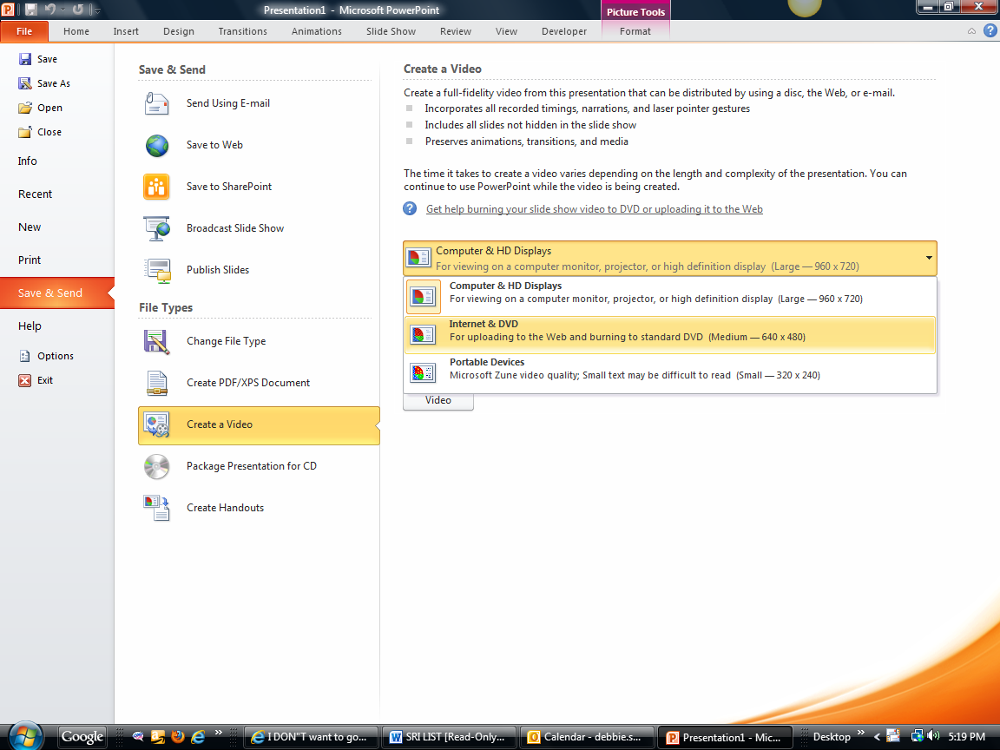 Presentation1 - Microsoft PowerPoint
Picture Tools
File Home Insert Design Transitions Animations Slide Show Review View Developer Format
Save
Save As
Open
Close
Info
Recent
New
Print
Save & Send
Help
Options
Exit
Save & Send
Send Using E-mail
Save to Web
Save to SharePoint
Broadcast Slide Show
Publish Slides
File Types
Change File Type
Create PDF/XPS Document
Create a Video
Package Presentation for CD
Create Handouts
Create a Video
Create a full-fidelity video from this presentation that can be distributed by using a disc, the Web, or e-mail.
Incorporates all recorded timings, narrations, and laser pointer gestures
Includes all slides not hidden in the slide show
Preserves animations, transitions, and media
The time it takes to create a video varies depending on the length and complexity of the presentation. You can
continue to use PowerPoint while the video is being created.
Get help burning your slide show video to DVD or uploading it to the Web
Computer & HD Displays
For viewing on a computer monitor, projector, or high definition display (Large — 960 x 720)
Computer & HD Displays
For viewing on a computer monitor, projector, or high definition display (Large — 960 x 720)
Internet & DVD
For uploading to the Web and burning to standard DVD (Medium — 640 x 480)
Portable Devices
Microsoft Zune video quality; Small text may be difficult to read (Small — 320 x 240)
Video
Google » I DON"T want to go... SRI LIST [Read-Only... Calendar - debbie.s... Presentation1 - Mic... Desktop » 5:19 PM